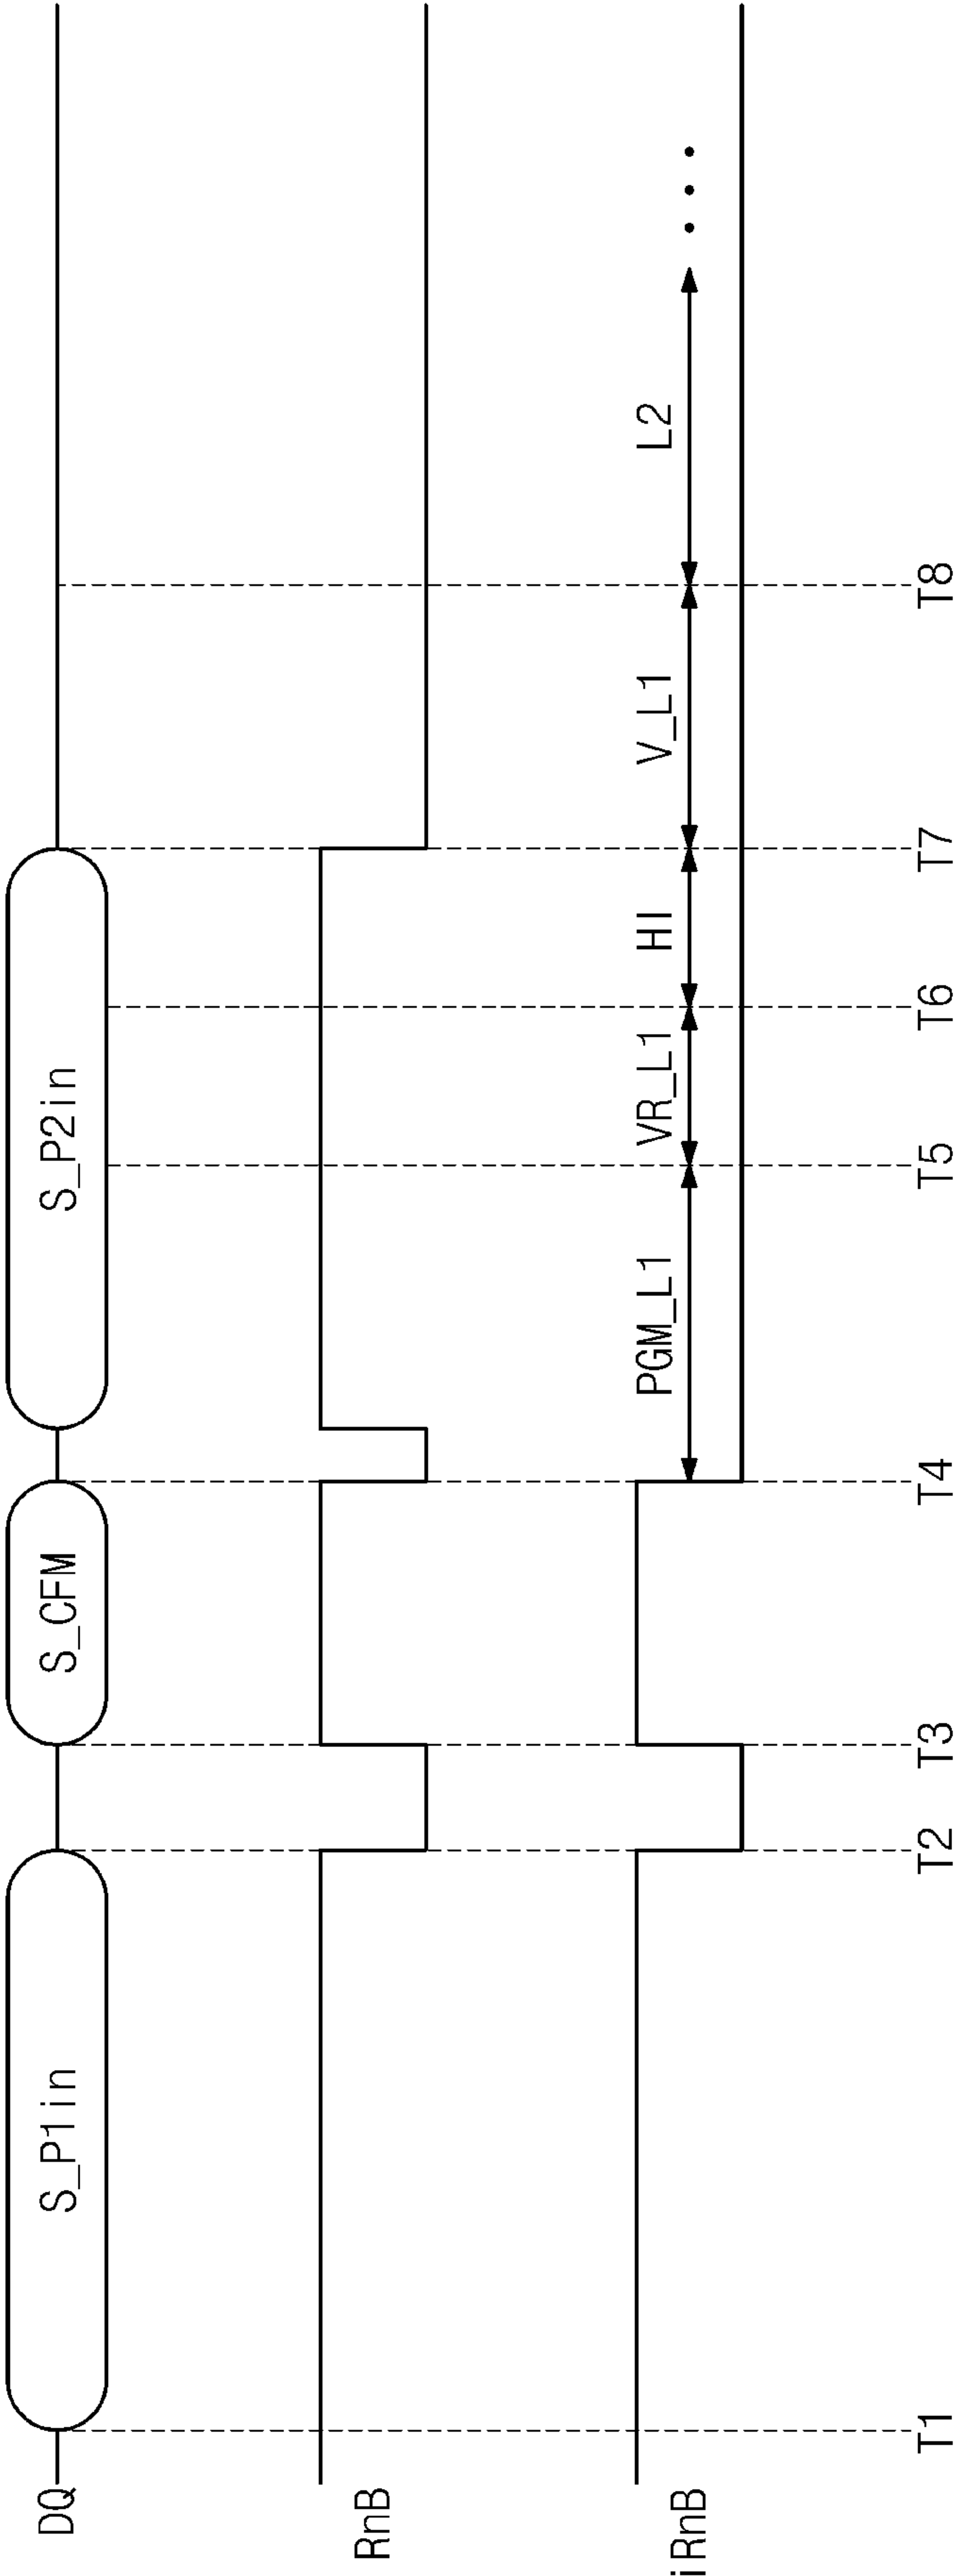 DQ
S_P1in
S_CFM
S_P2in
RnB
iRnB
PGM_L1
VR_L1
HI
V_L1
L2
T1
T2
T3
T4
T5
T6
T7
T8